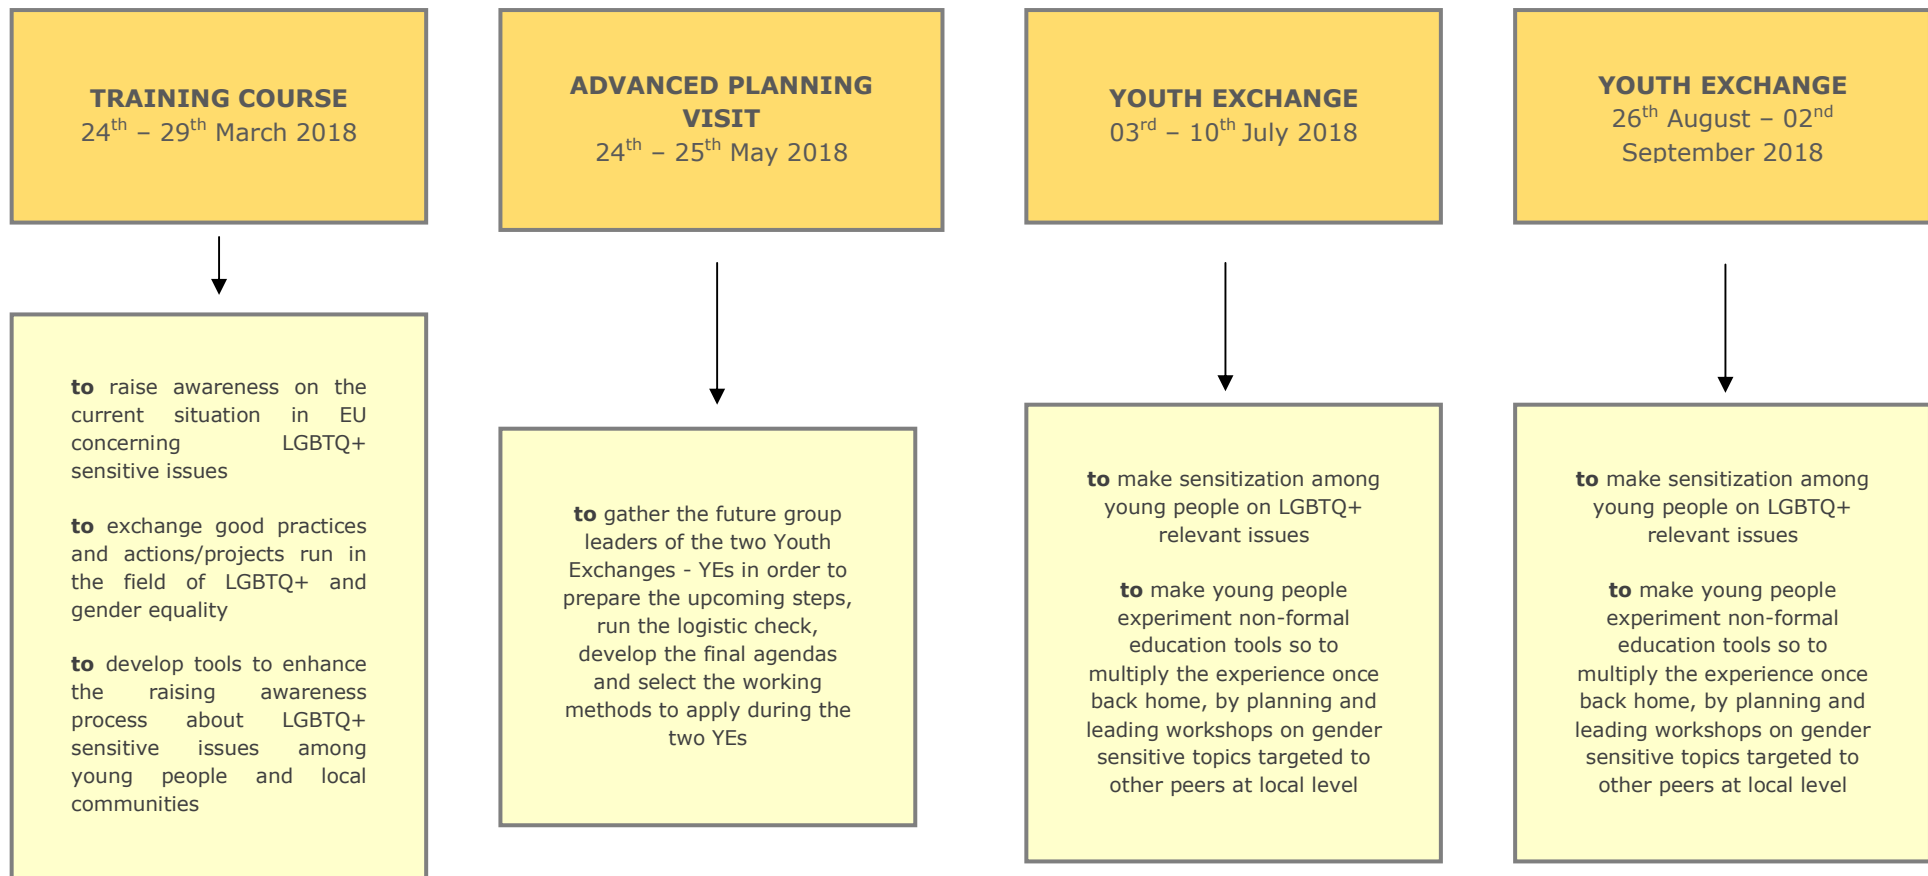 TRAINING COURSE
24th – 29th March 2018
to raise awareness on the
current situation in EU
concerning LGBTQ+
sensitive issues
to exchange good practices
and actions/projects run in
the field of LGBTQ+ and
gender equality
to develop tools to enhance
the raising awareness
process about LGBTQ+
sensitive issues among
young people and local
communities
ADVANCED PLANNING
VISIT
24th – 25th May 2018
to gather the future group
leaders of the two Youth
Exchanges - YEs in order to
prepare the upcoming steps,
run the logistic check,
develop the final agendas
and select the working
methods to apply during the
two YEs
YOUTH EXCHANGE
03rd – 10th July 2018
to make sensitization among
young people on LGBTQ+
relevant issues
to make young people
experiment non-formal
education tools so to
multiply the experience once
back home, by planning and
leading workshops on gender
sensitive topics targeted to
other peers at local level
YOUTH EXCHANGE
26th August – 02nd
September 2018
to make sensitization among
young people on LGBTQ+
relevant issues
to make young people
experiment non-formal
education tools so to
multiply the experience once
back home, by planning and
leading workshops on gender
sensitive topics targeted to
other peers at local level